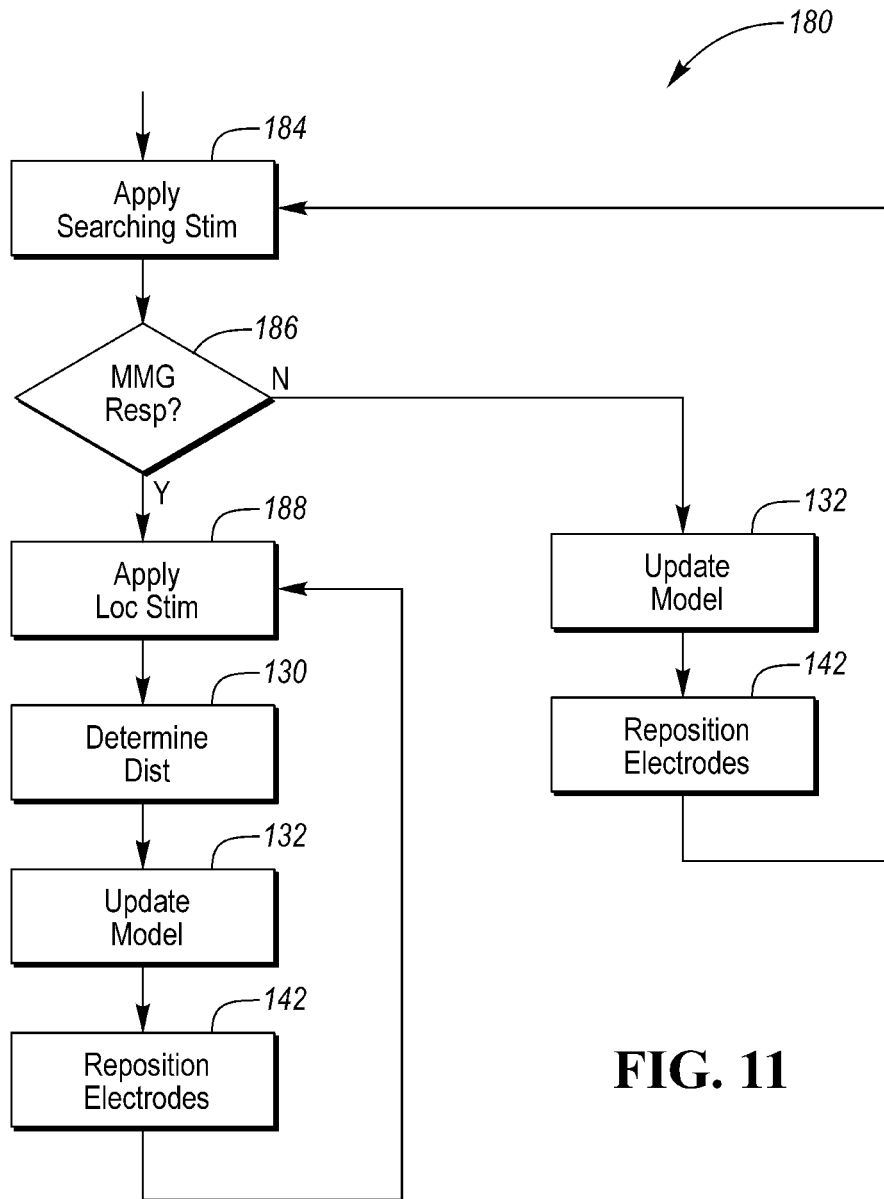 180
184
Apply
Searching Stim
186
MMG
Resp?
N
Y
188
Apply
Loc Stim
130
Determine
Dist
132
Update
Model
142
Reposition
Electrodes
132
Update
Model
142
Reposition
Electrodes
FIG. 11